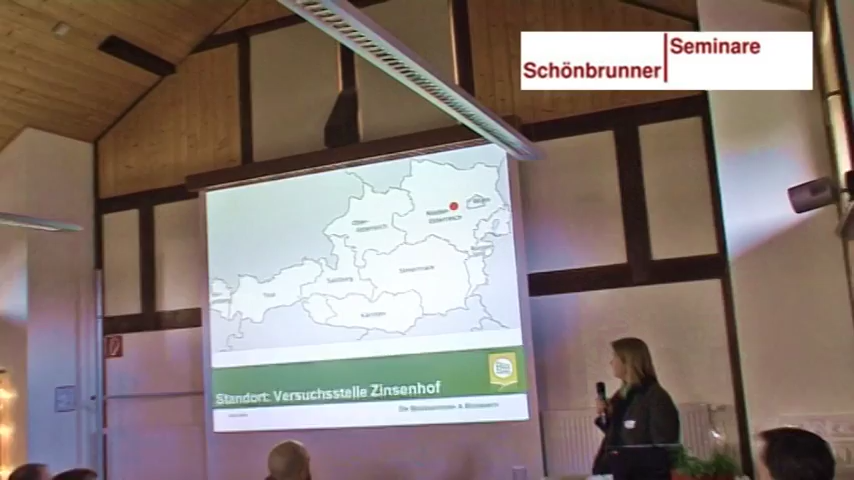 Seminare
Schönbrunner
Wien
Nieder-
österreich
Ober-
österreich
Steiermark
Salzburg
Tirol
Kärnten
Standort: Versuchsstelle Zinsenhof